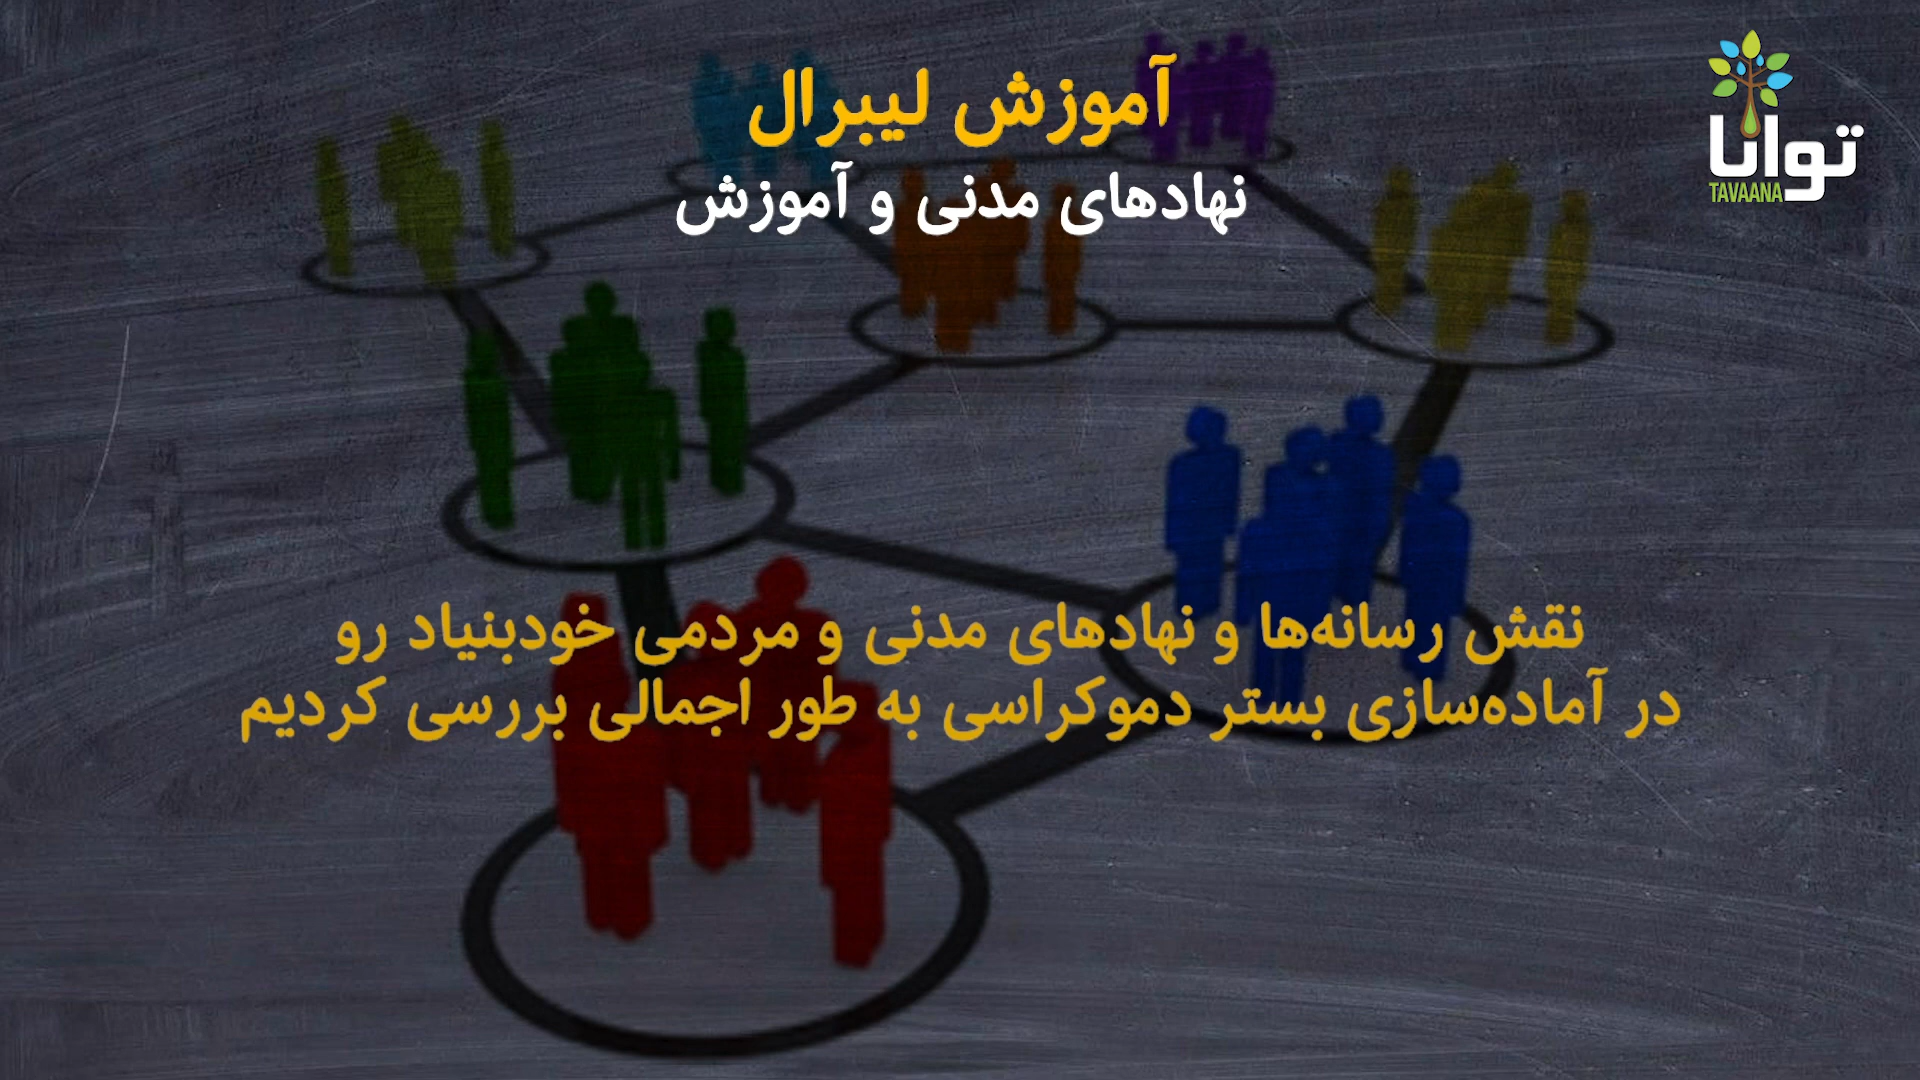 آموزش لیبرال
نهادهای مدنی و آموزش
توانا
TAVAANA
نقش رسانه‌ها و نهادهای مدنی و مردمی خودبنیاد رو
در آماده‌سازی بستر دموکراسی به طور اجمالی بررسی کردیم